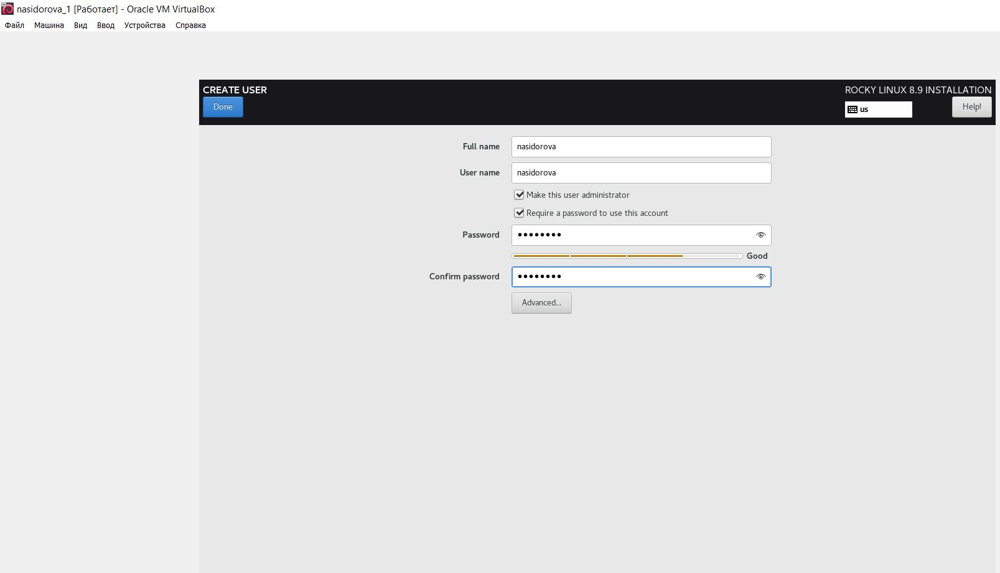 nasidorova_1 [Работает] - Oracle VM VirtualBox
Файл Машина Вид Ввод Устройства Справка
CREATE USER
ROCKY LINUX 8.9 INSTALLATION
Done
us
Help!
Full name
nasidorova
User name
nasidorova
Make this user administrator
Require a password to use this account
Password
••••••••
Good
Confirm password
••••••••
Advanced...